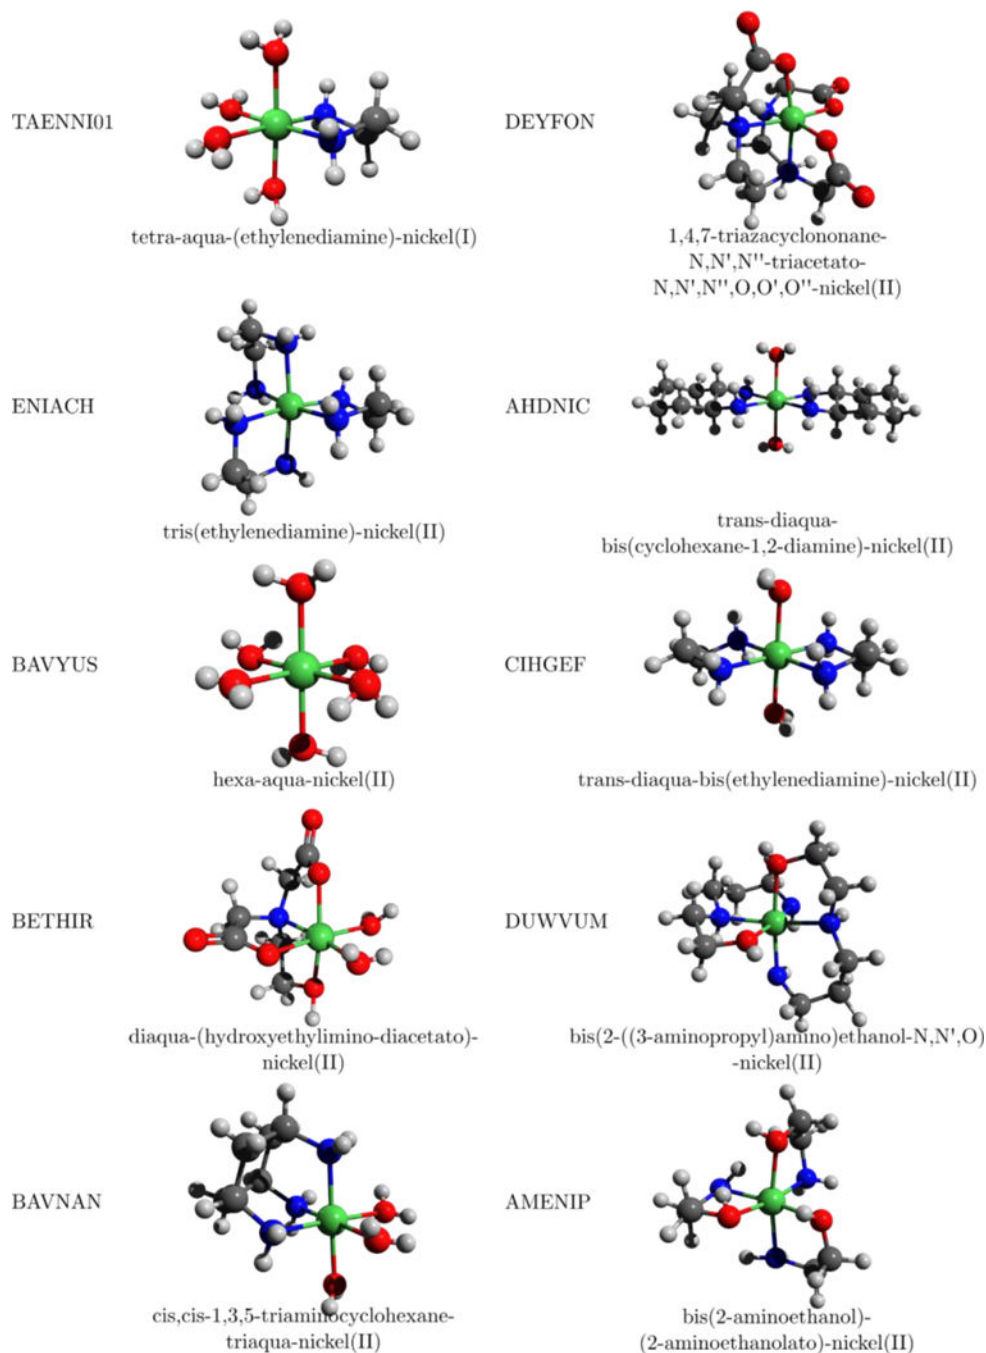 TAENNI01
tetra-aqua-(ethylenediamine)-nickel(I)
DEYFON
1,4,7-triazacyclononane-
N,N',N''-triacetato-
N,N',N'',O,O',O''-nickel(II)
ENIACH
tris(ethylenediamine)-nickel(II)
AHDNIC
trans-diaqua-
bis(cyclohexane-1,2-diamine)-nickel(II)
BAVYUS
hexa-aqua-nickel(II)
CIHGEF
trans-diaqua-bis(ethylenediamine)-nickel(II)
BETHIR
diaqua-(hydroxyethylimino-diacetato)-
nickel(II)
DUWVUM
bis(2-((3-aminopropyl)amino)ethanol-N,N',O)
-nickel(II)
BAVNAN
cis,cis-1,3,5-triaminocyclohexane-
triaqua-nickel(II)
AMENIP
bis(2-aminoethanol)-
(2-aminoethanolato)-nickel(II)